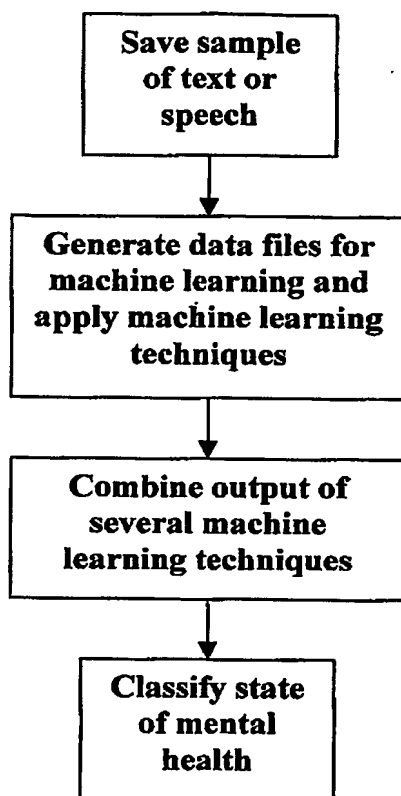 Save sample
of text or
speech
Generate data files for
machine learning and
apply machine learning
techniques
Combine output of
several machine
learning techniques
Classify state
of mental
health